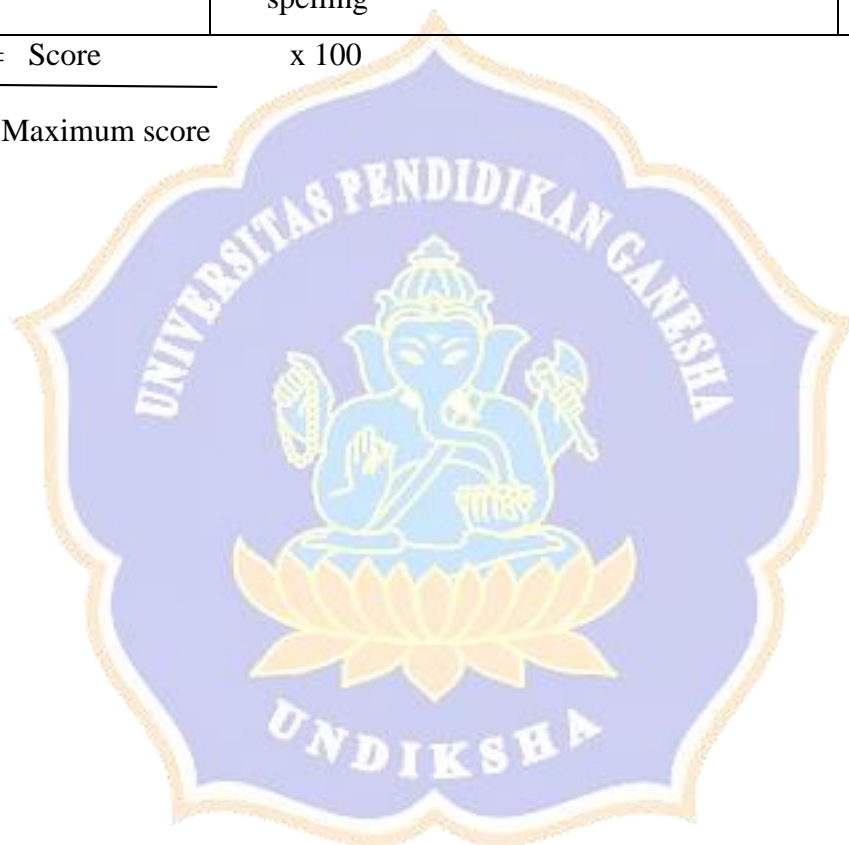 spelling
= Score x 100
Maximum score
UNIVERSITAS PENDIDIKAN GANESHA
UNDIKSHA